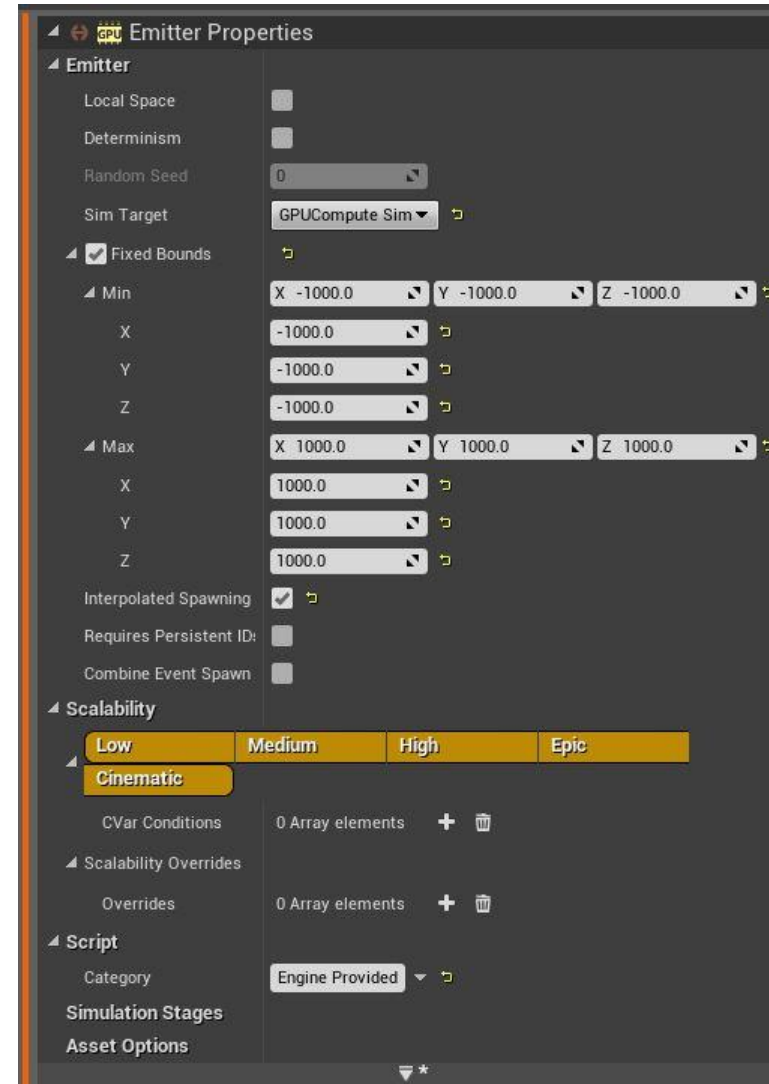 GPU Emitter Properties
Emitter
Local Space
Determinism
Random Seed 0
Sim Target GPUCompute Sim
Fixed Bounds
Min X -1000.0 Y -1000.0 Z -1000.0
X -1000.0
Y -1000.0
Z -1000.0
Max X 1000.0 Y 1000.0 Z 1000.0
X 1000.0
Y 1000.0
Z 1000.0
Interpolated Spawning
Requires Persistent IDs
Combine Event Spawn
Scalability
Low Medium High Epic
Cinematic
CVar Conditions 0 Array elements
Scalability Overrides
Overrides 0 Array elements
Script
Category Engine Provided
Simulation Stages
Asset Options